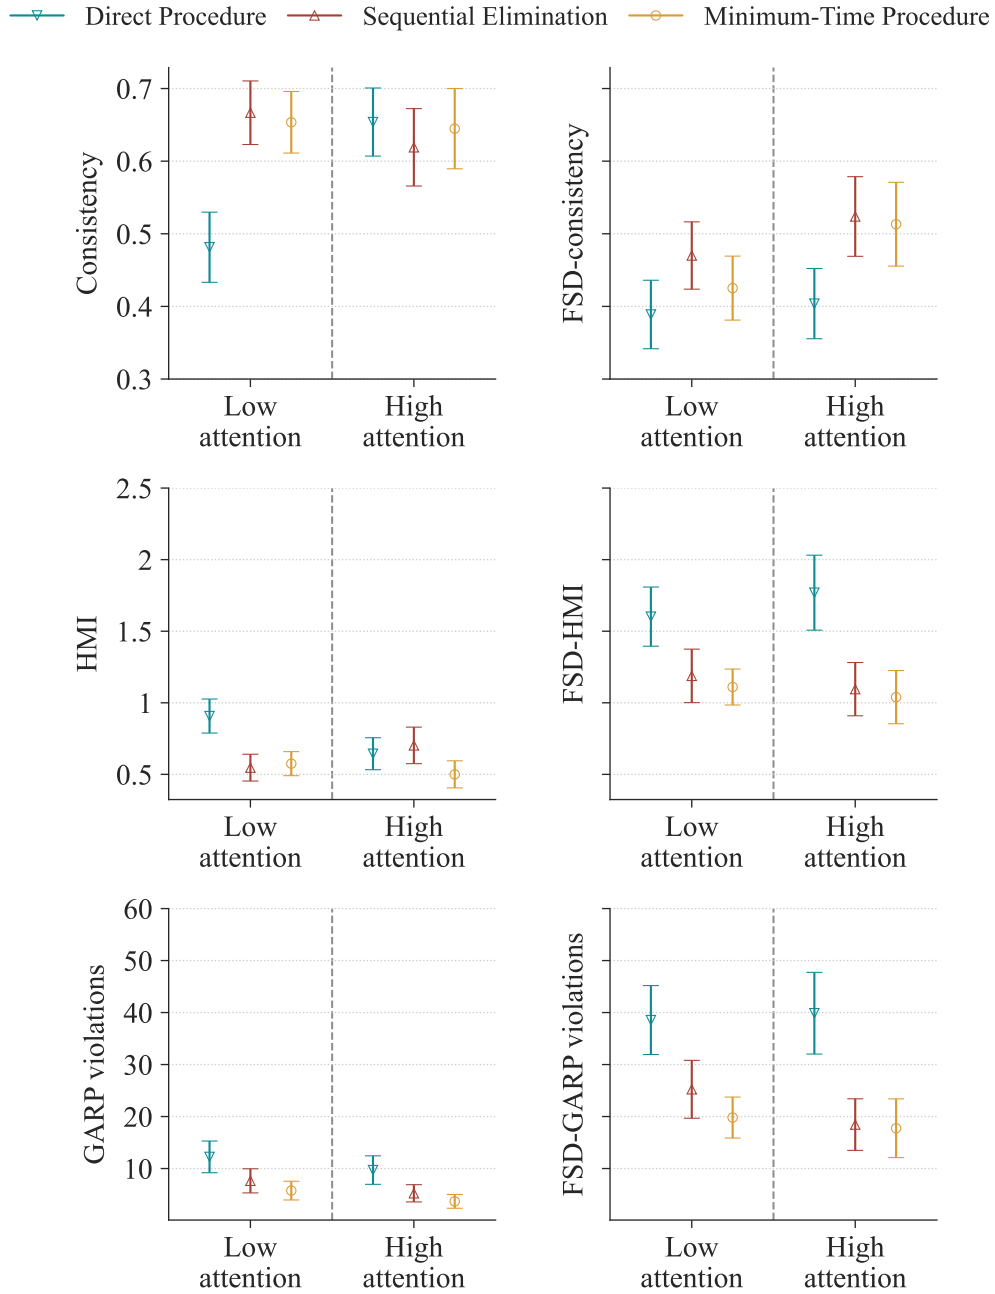 Direct Procedure Sequential Elimination Minimum-Time Procedure
Consistency
0.7
0.6
0.5
0.4
0.3
Low attention
High attention
FSD-consistency
Low attention
High attention
HMI
2.5
2
1.5
1
0.5
Low attention
High attention
FSD-HMI
Low attention
High attention
GARP violations
60
50
40
30
20
10
Low attention
High attention
FSD-GARP violations
Low attention
High attention